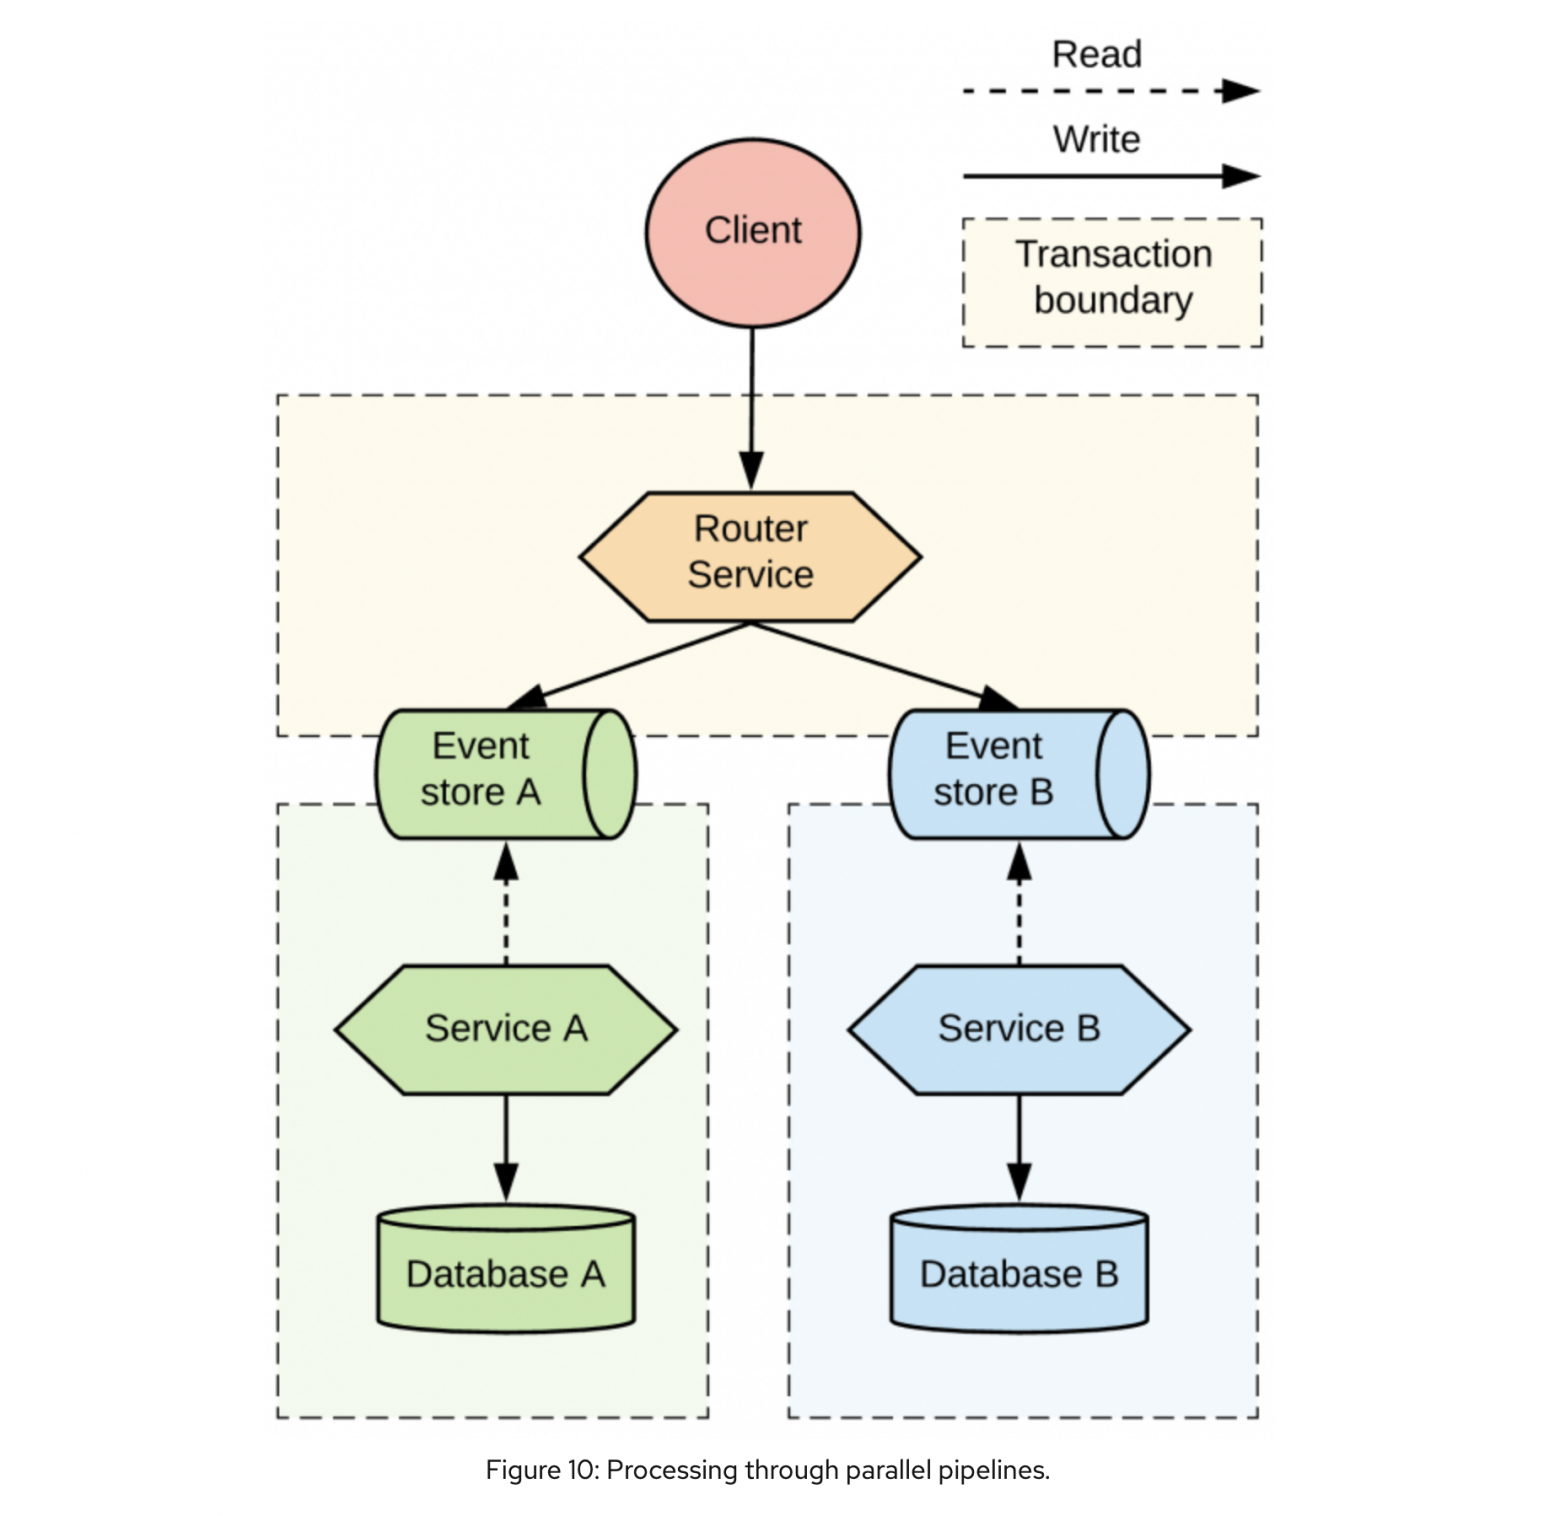 Read
Write
Client
Transaction
boundary
Router
Service
Event
store A
Event
store B
Service A
Service B
Database A
Database B
Figure 10: Processing through parallel pipelines.